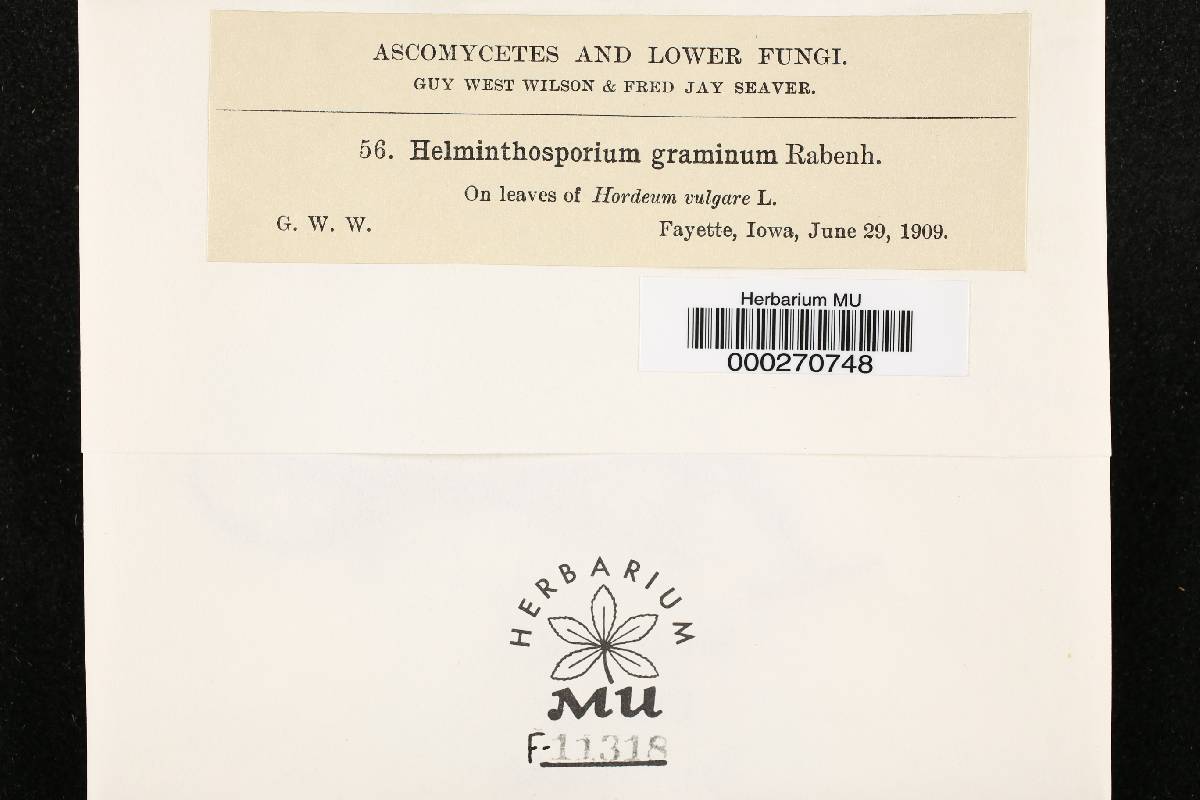 ASCOMYCETES AND LOWER FUNGI.
GUY WEST WILSON & FRED JAY SEAVER.
56. Helminthosporium graminum Rabenh.
On leaves of Hordeum vulgare L.
G. W. W. Fayette, Iowa, June 29, 1909.
Herbarium MU
000270748
HERBARIUM
MU
F-11318